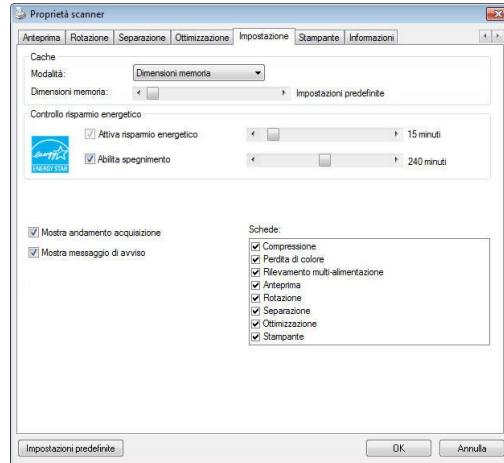 Proprietà scanner
Anteprima Rotazione Separazione Ottimizzazione Impostazione Stampante Informazioni
Cache
Modalità: Dimensioni memoria
Dimensioni memoria: Impostazioni predefinite
Controllo risparmio energetico
Attiva risparmio energetico 15 minuti
energy
ENERGY STAR
Abilita spegnimento 240 minuti
Mostra andamento acquisizione
Mostra messaggio di avviso
Schede:
Compressione
Perdita di colore
Rilevamento multi-alimentazione
Anteprima
Rotazione
Separazione
Ottimizzazione
Stampante
Impostazioni predefinite OK Annulla